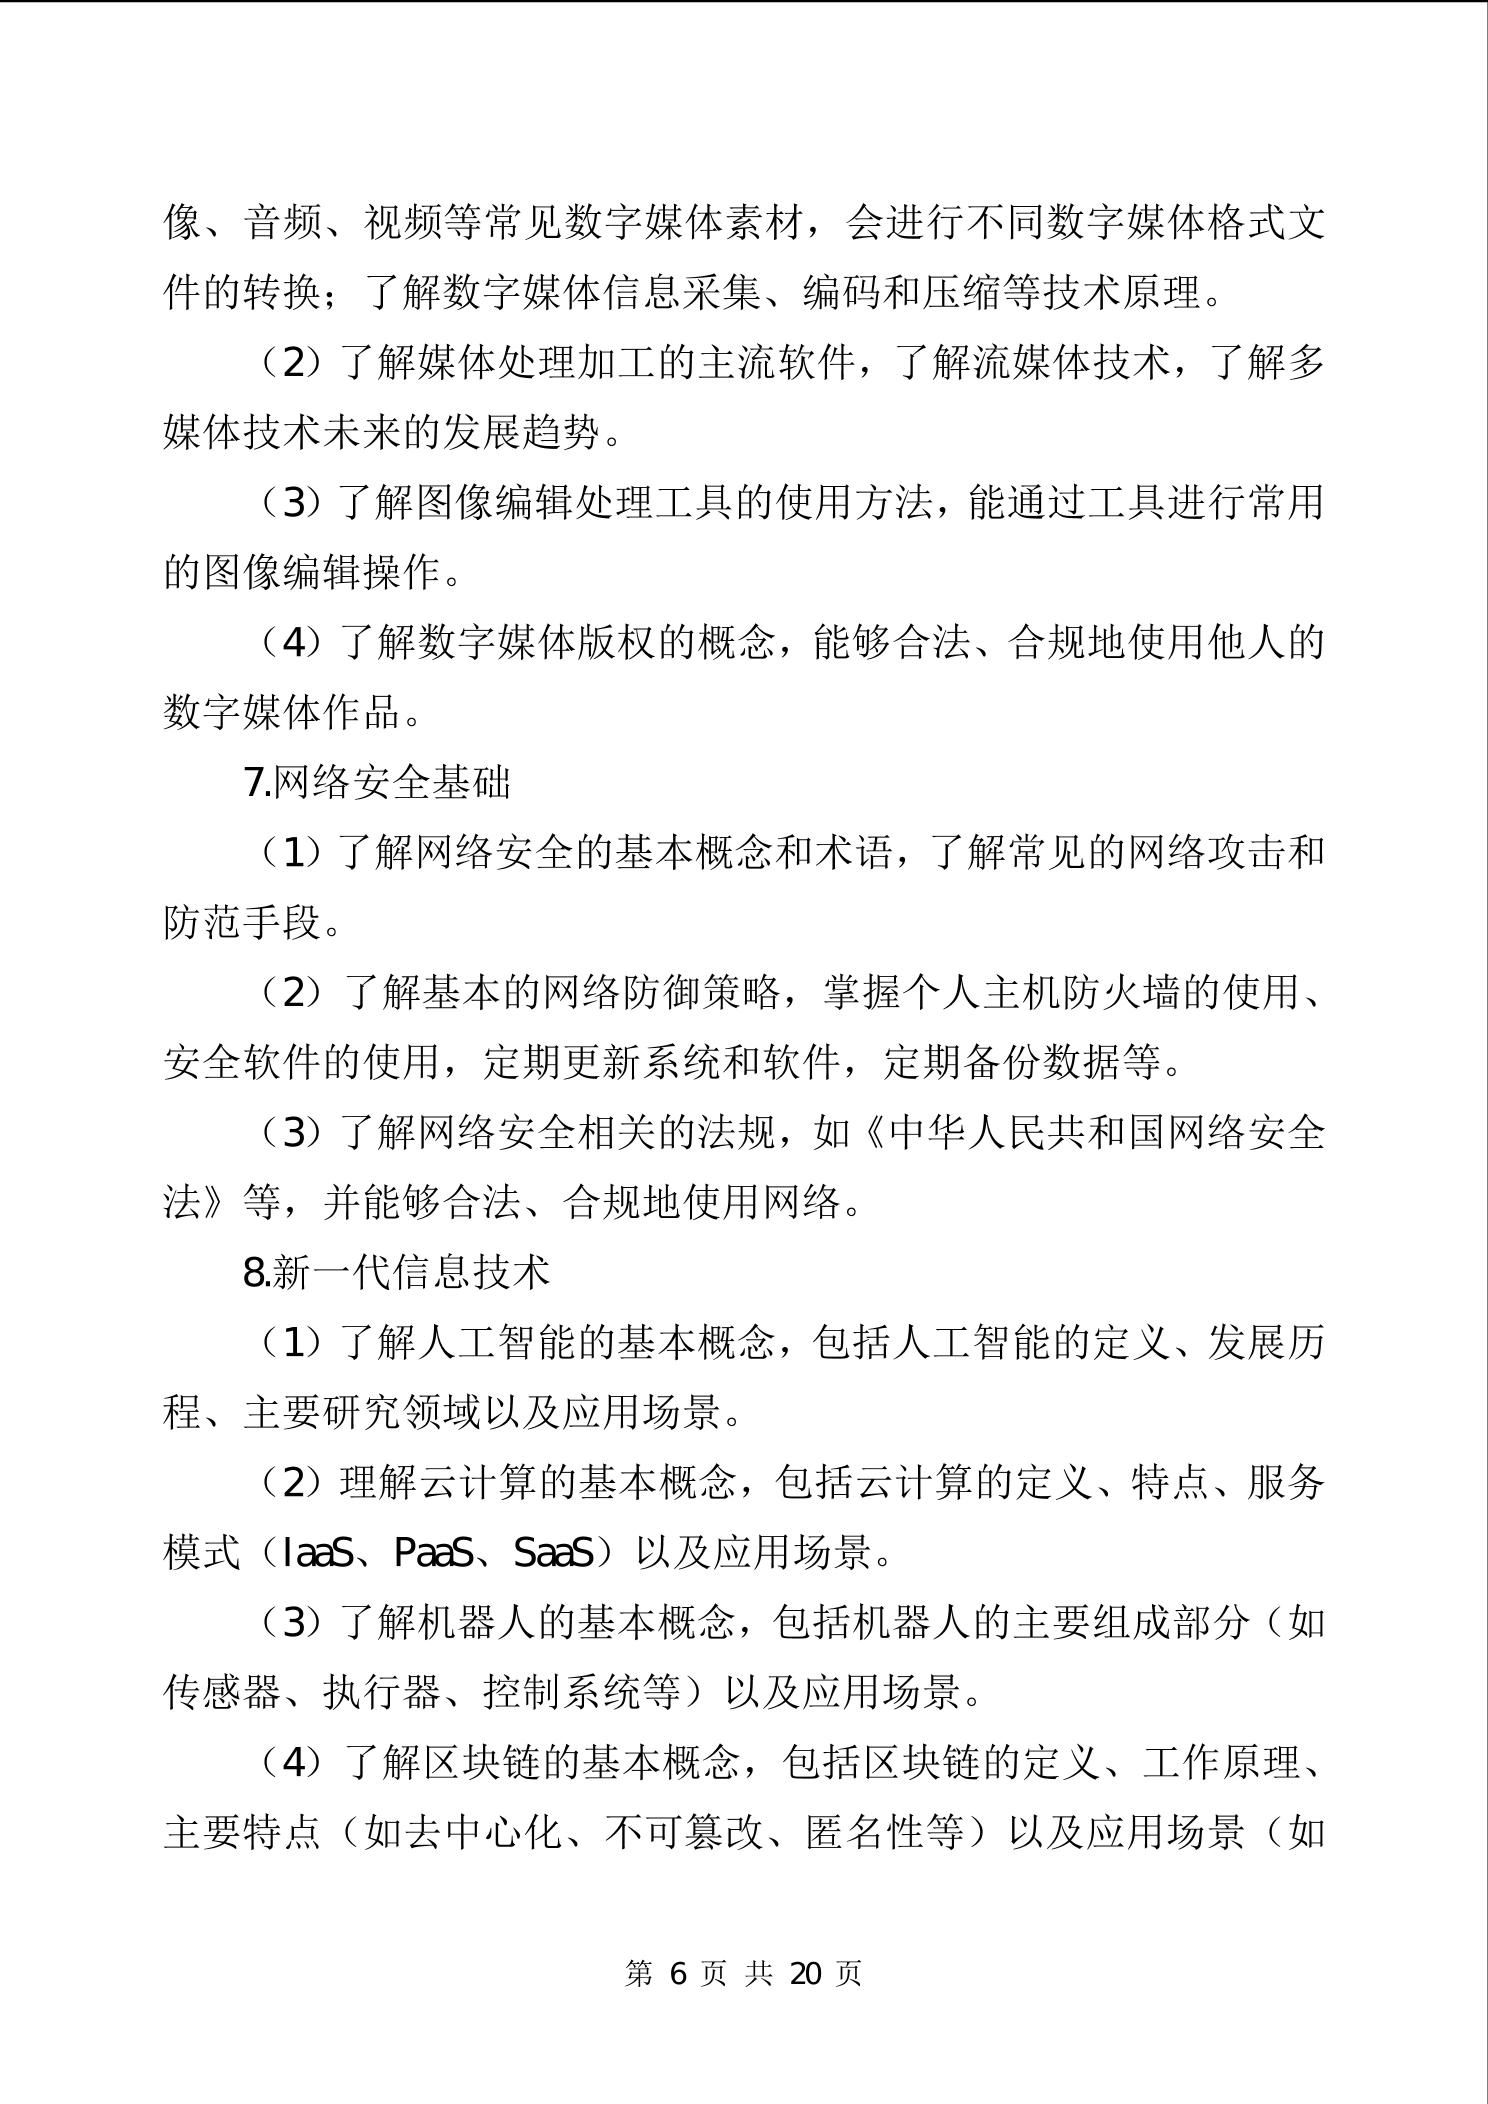 像、音频、视频等常见数字媒体素材，会进行不同数字媒体格式文
件的转换；了解数字媒体信息采集、编码和压缩等技术原理。
（2）了解媒体处理加工的主流软件，了解流媒体技术，了解多
媒体技术未来的发展趋势。
（3）了解图像编辑处理工具的使用方法，能通过工具进行常用
的图像编辑操作。
（4）了解数字媒体版权的概念，能够合法、合规地使用他人的
数字媒体作品。
7.网络安全基础
（1）了解网络安全的基本概念和术语，了解常见的网络攻击和
防范手段。
（2）了解基本的网络防御策略，掌握个人主机防火墙的使用、
安全软件的使用，定期更新系统和软件，定期备份数据等。
（3）了解网络安全相关的法规，如《中华人民共和国网络安全
法》等，并能够合法、合规地使用网络。
8.新一代信息技术
（1）了解人工智能的基本概念，包括人工智能的定义、发展历
程、主要研究领域以及应用场景。
（2）理解云计算的基本概念，包括云计算的定义、特点、服务
模式（IaaS、PaaS、SaaS）以及应用场景。
（3）了解机器人的基本概念，包括机器人的主要组成部分（如
传感器、执行器、控制系统等）以及应用场景。
（4）了解区块链的基本概念，包括区块链的定义、工作原理、
主要特点（如去中心化、不可篡改、匿名性等）以及应用场景（如
第 6 页 共 20 页